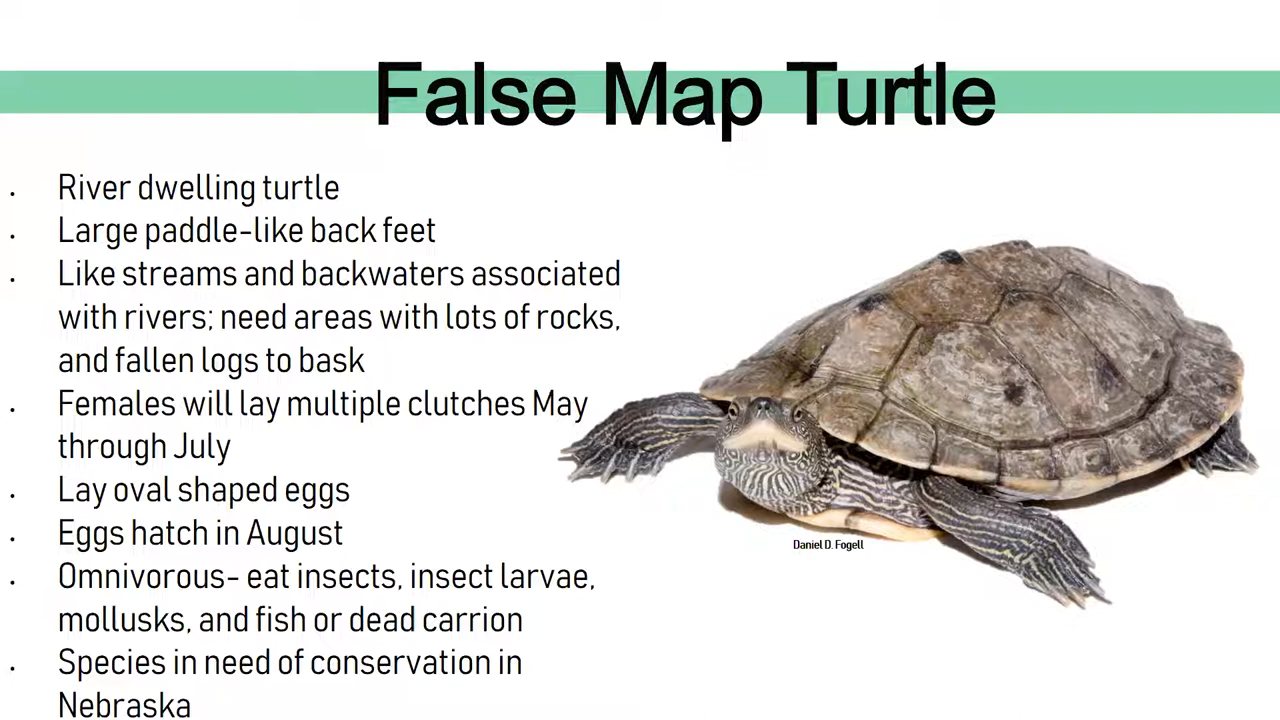 False Map Turtle
• River dwelling turtle
• Large paddle-like back feet
• Like streams and backwaters associated
with rivers; need areas with lots of rocks,
and fallen logs to bask
• Females will lay multiple clutches May
through July
• Lay oval shaped eggs
• Eggs hatch in August
• Omnivorous- eat insects, insect larvae,
mollusks, and fish or dead carrion
• Species in need of conservation in
Nebraska
Daniel D. Fogell